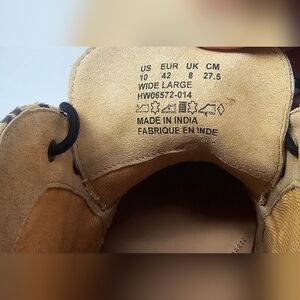 US EUR UK CM
10 42 8 27.5
WIDE LARGE
HW06572-014
MADE IN INDIA
FABRIQUE EN INDE